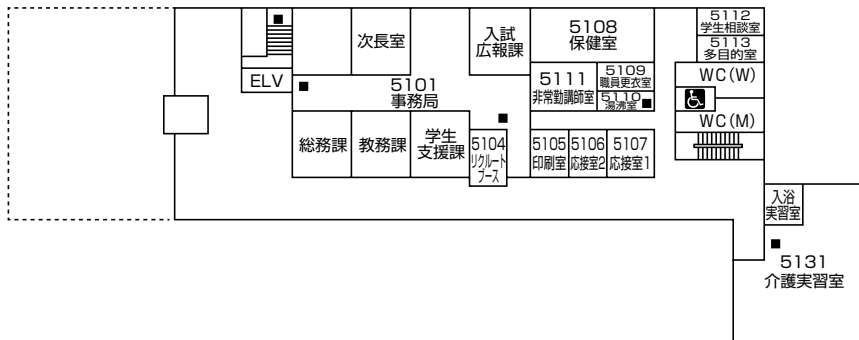 次長室
入試
広報課
5108
保健室
5112
学生相談室
5113
多目的室
ELV
5101
事務局
5111
非常勤講師室
5109
職員更衣室
5110
湯沸室
WC(W)
WC(M)
総務課
教務課
学生
支援課
5104
リクルート
ブース
5105
印刷室
5106
応接室2
5107
応接室1
入浴
実習室
5131
介護実習室